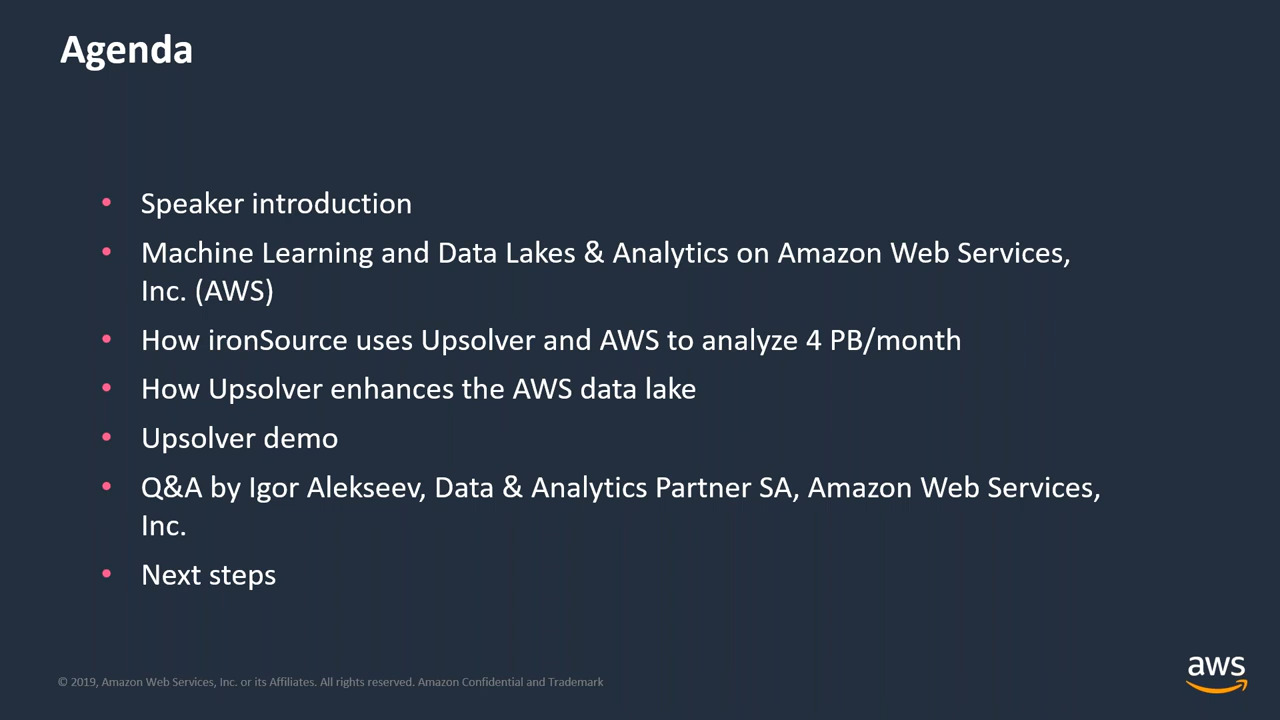 Agenda
• Speaker introduction
• Machine Learning and Data Lakes & Analytics on Amazon Web Services,
Inc. (AWS)
• How ironSource uses Upsolver and AWS to analyze 4 PB/month
• How Upsolver enhances the AWS data lake
• Upsolver demo
• Q&A by Igor Alekseev, Data & Analytics Partner SA, Amazon Web Services,
Inc.
• Next steps
© 2019, Amazon Web Services, Inc. or its Affiliates. All rights reserved. Amazon Confidential and Trademark
aws